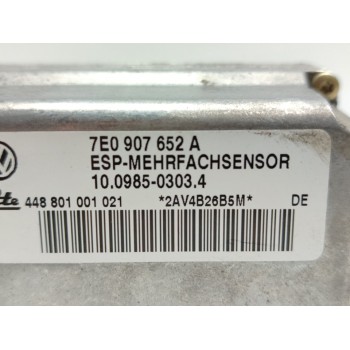 7E0 907 652 A
ESP-MEHRFACHSENSOR
10.0985-0303.4
448 801 001 021 *2AV4B26B5M* DE